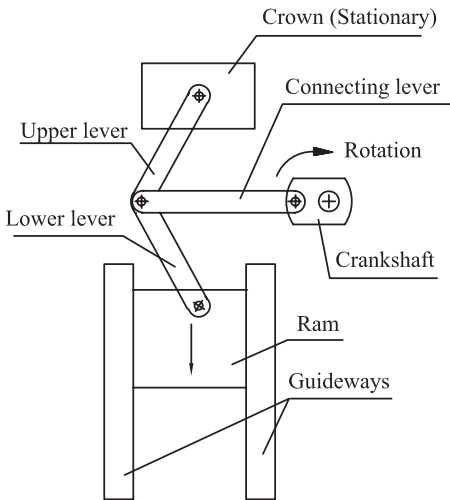 Crown (Stationary)
Connecting lever
Upper lever
Rotation
Lower lever
Crankshaft
Ram
Guideways